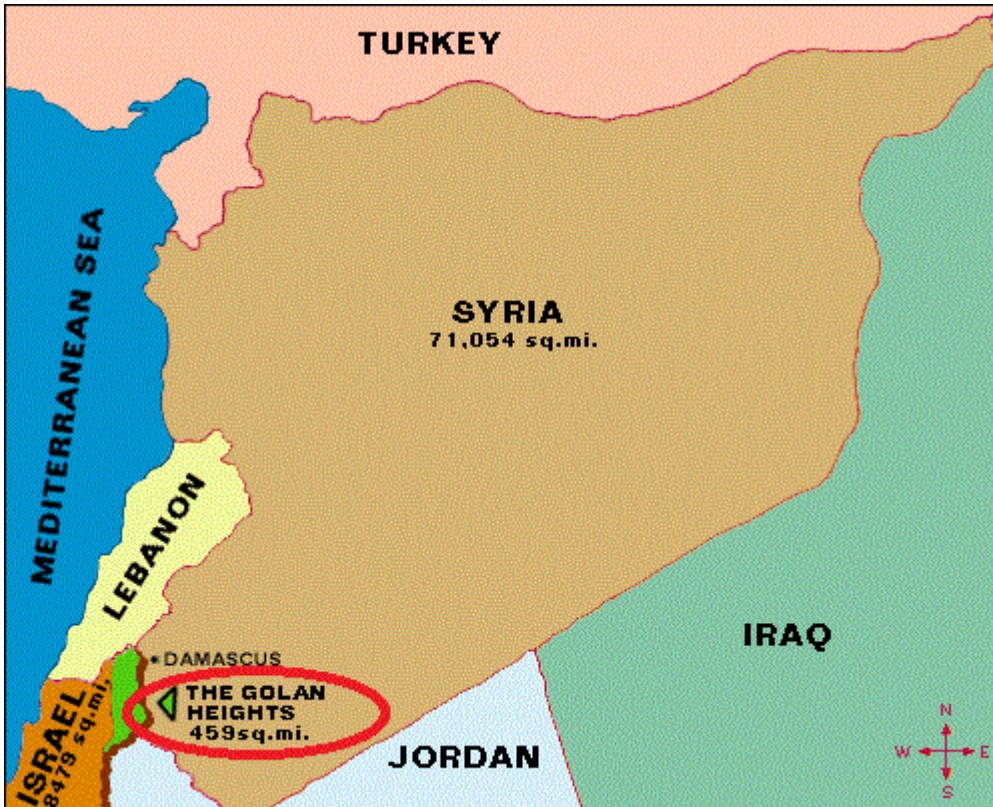 TURKEY
MEDITERRANEAN SEA
SYRIA
71,054 sq.mi.
LEBANON
IRAQ
DAMASCUS
THE GOLAN
HEIGHTS
459sq.mi.
ISRAEL
8479 sq.mi.
JORDAN
N
W E
S